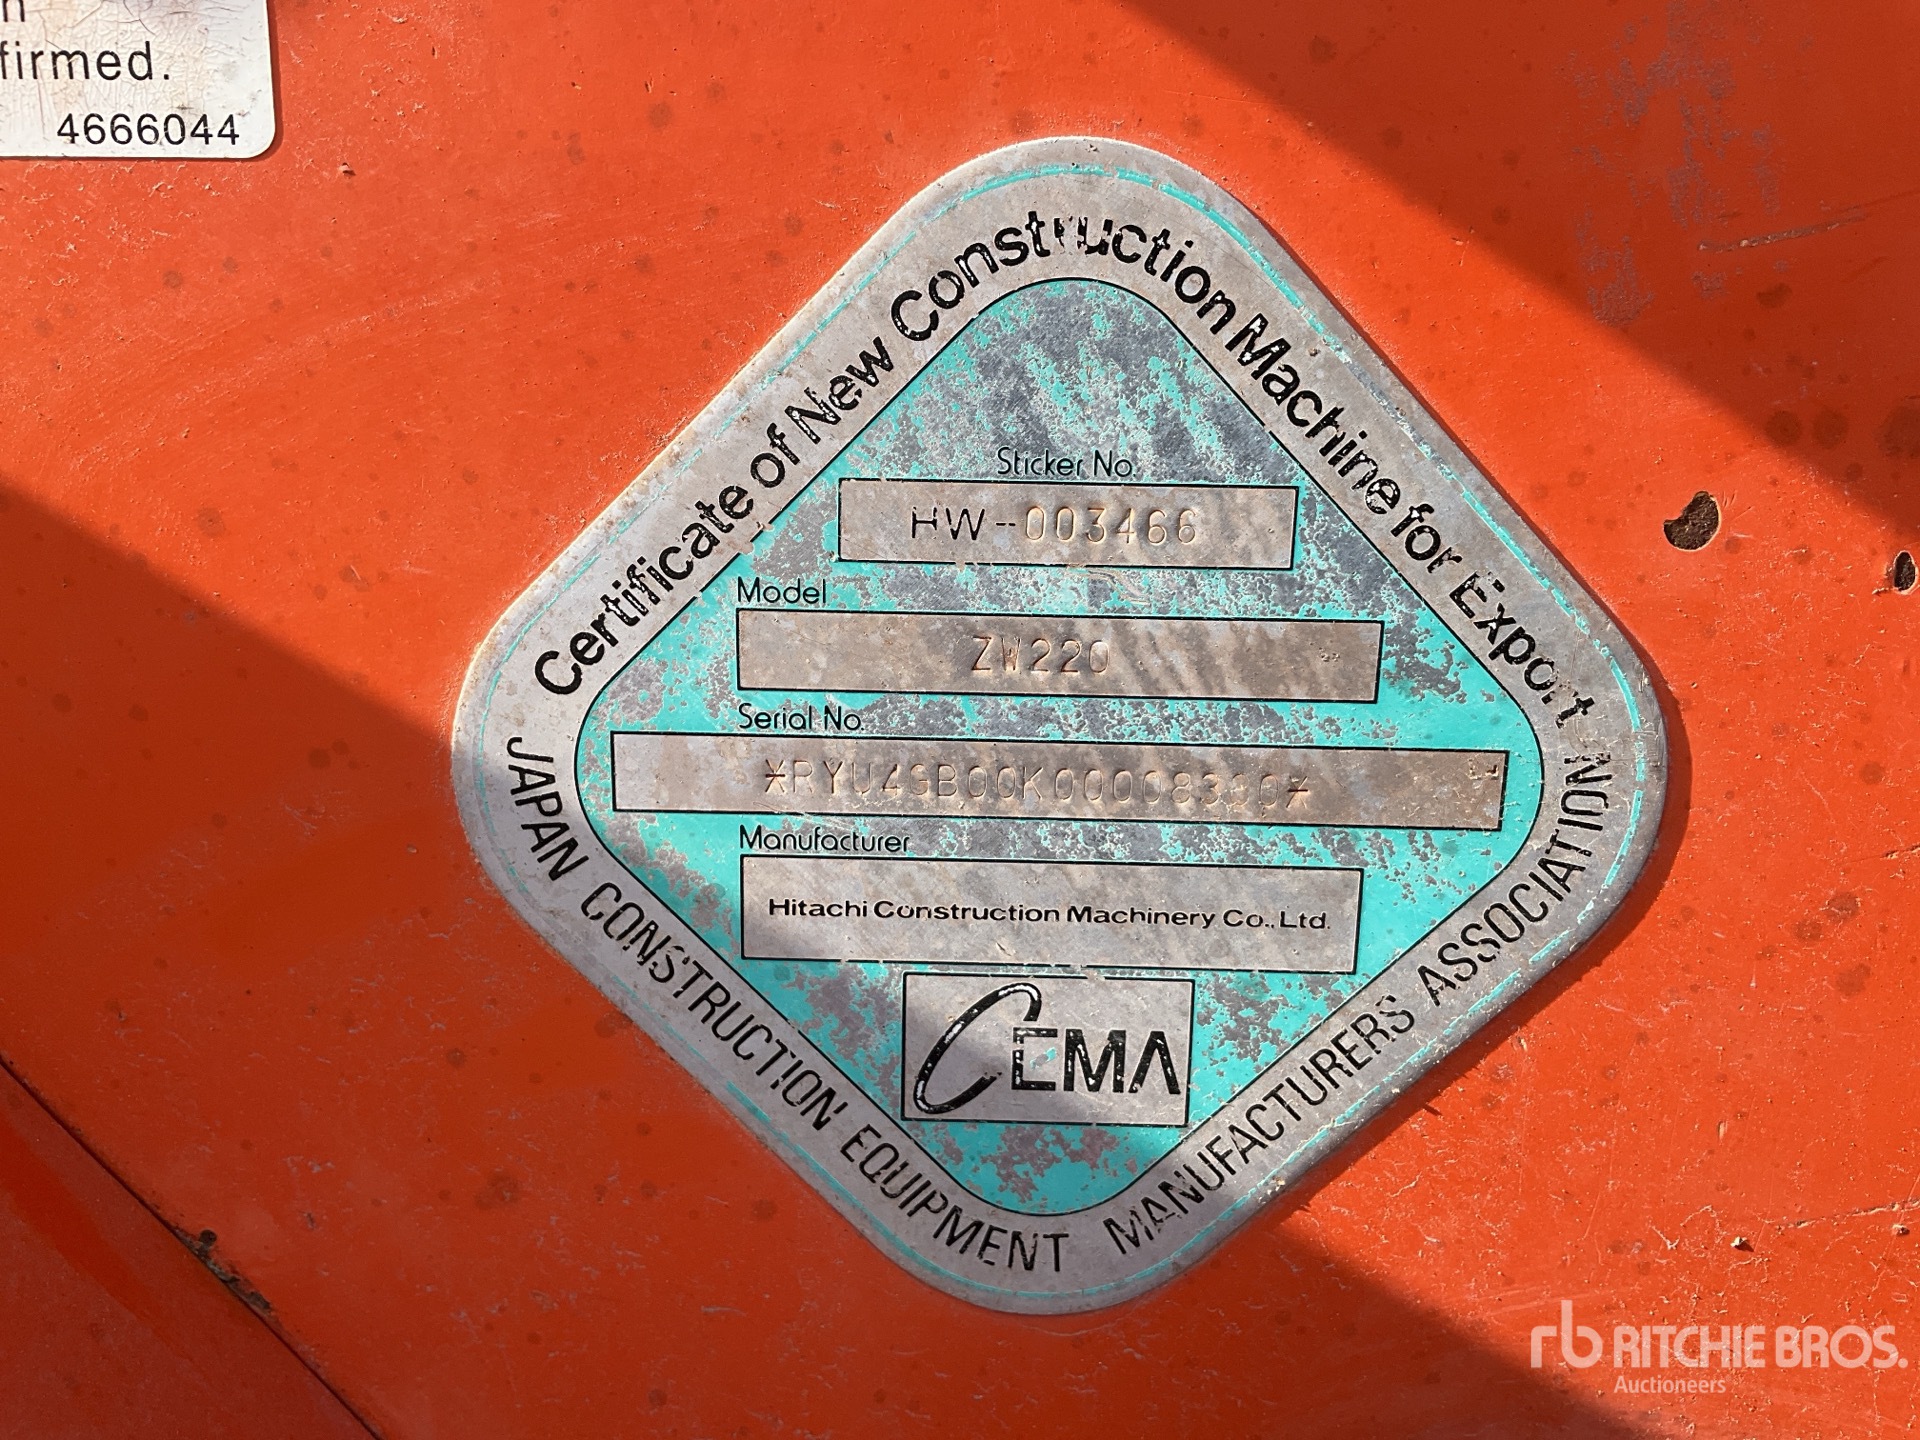 n
firmed.
4666044
Certificate of New Construction Machine for Export
Sticker No.
HW-003466
Model
ZW220
Serial No.
Manufacturer
Hitachi Construction Machinery Co., Ltd.
CEMA
JAPAN CONSTRUCTION EQUIPMENT MANUFACTURERS ASSOCIATION
rb RITCHIE BROS.
Auctioneers